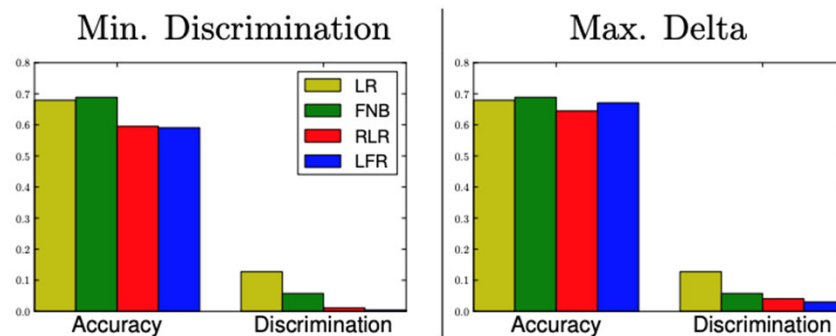 Min. Discrimination
0.8
0.7
0.6
0.5
0.4
0.3
0.2
0.1
0.0
LR
FNB
RLR
LFR
Accuracy
Discrimination
Max. Delta
0.8
0.7
0.6
0.5
0.4
0.3
0.2
0.1
0.0
Accuracy
Discrimination